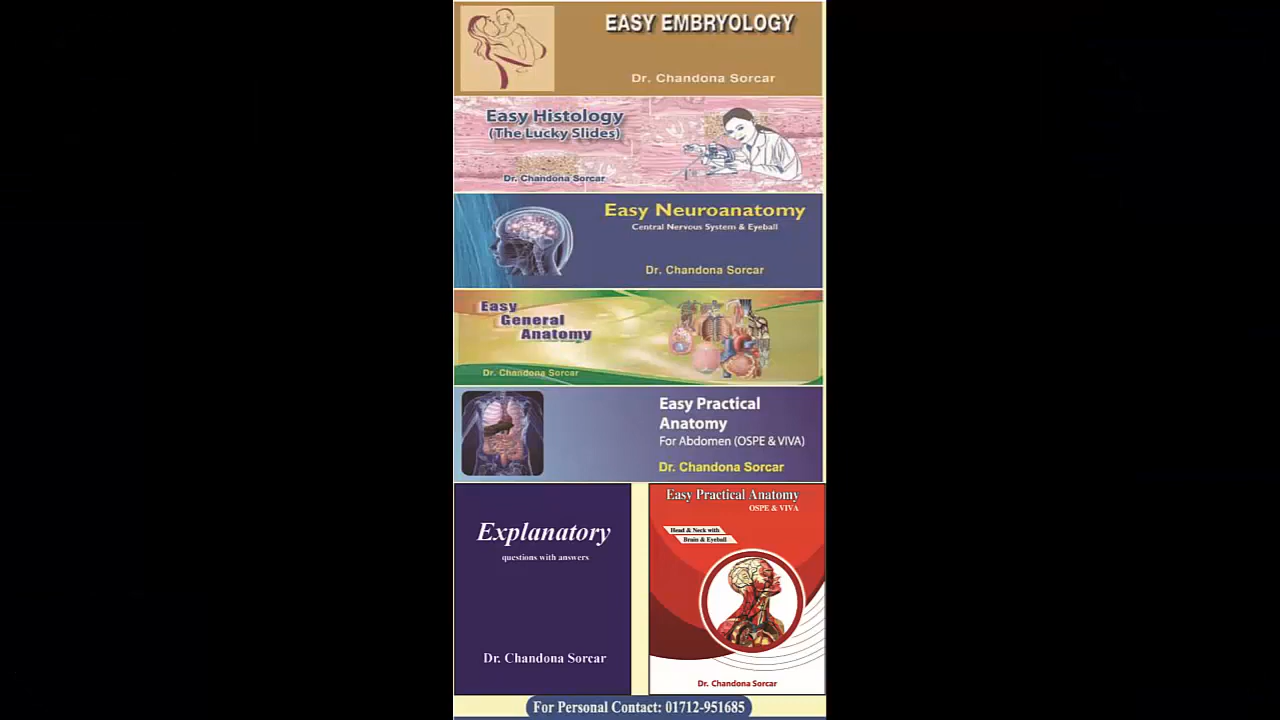 EASY EMBRYOLOGY
Dr. Chandona Sorcar
Easy Histology
(The Lucky Slides)
Dr. Chandona Sorcar
Easy Neuroanatomy
Central Nervous System & Eyeball
Dr. Chandona Sorcar
Easy
General
Anatomy
Dr. Chandona Sorcar
Easy Practical
Anatomy
For Abdomen (OSPE & VIVA)
Dr. Chandona Sorcar
Explanatory
questions with answers
Dr. Chandona Sorcar
Easy Practical Anatomy
OSPE & VIVA
Head & Neck with
Brain & Eyeball
Dr. Chandona Sorcar
For Personal Contact: 01712-951685